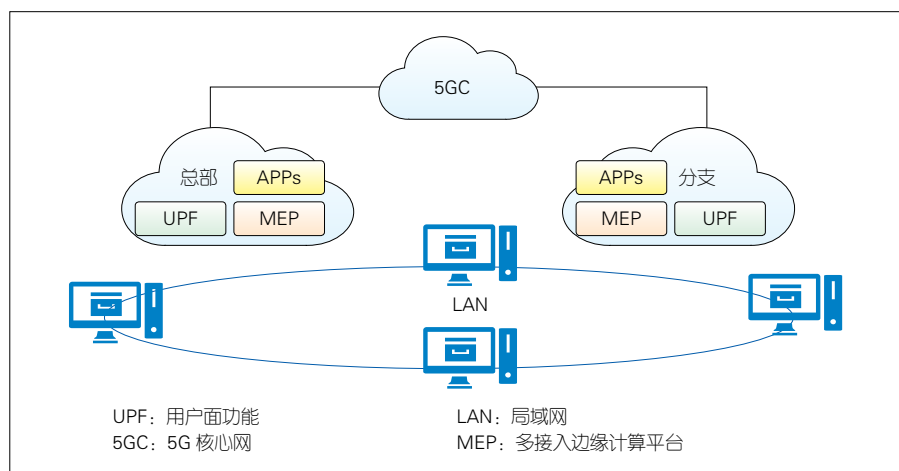 5GC
总部 APPs
UPF MEP
APPs 分支
MEP UPF
LAN
UPF：用户面功能
LAN：局域网
5GC：5G 核心网
MEP：多接入边缘计算平台